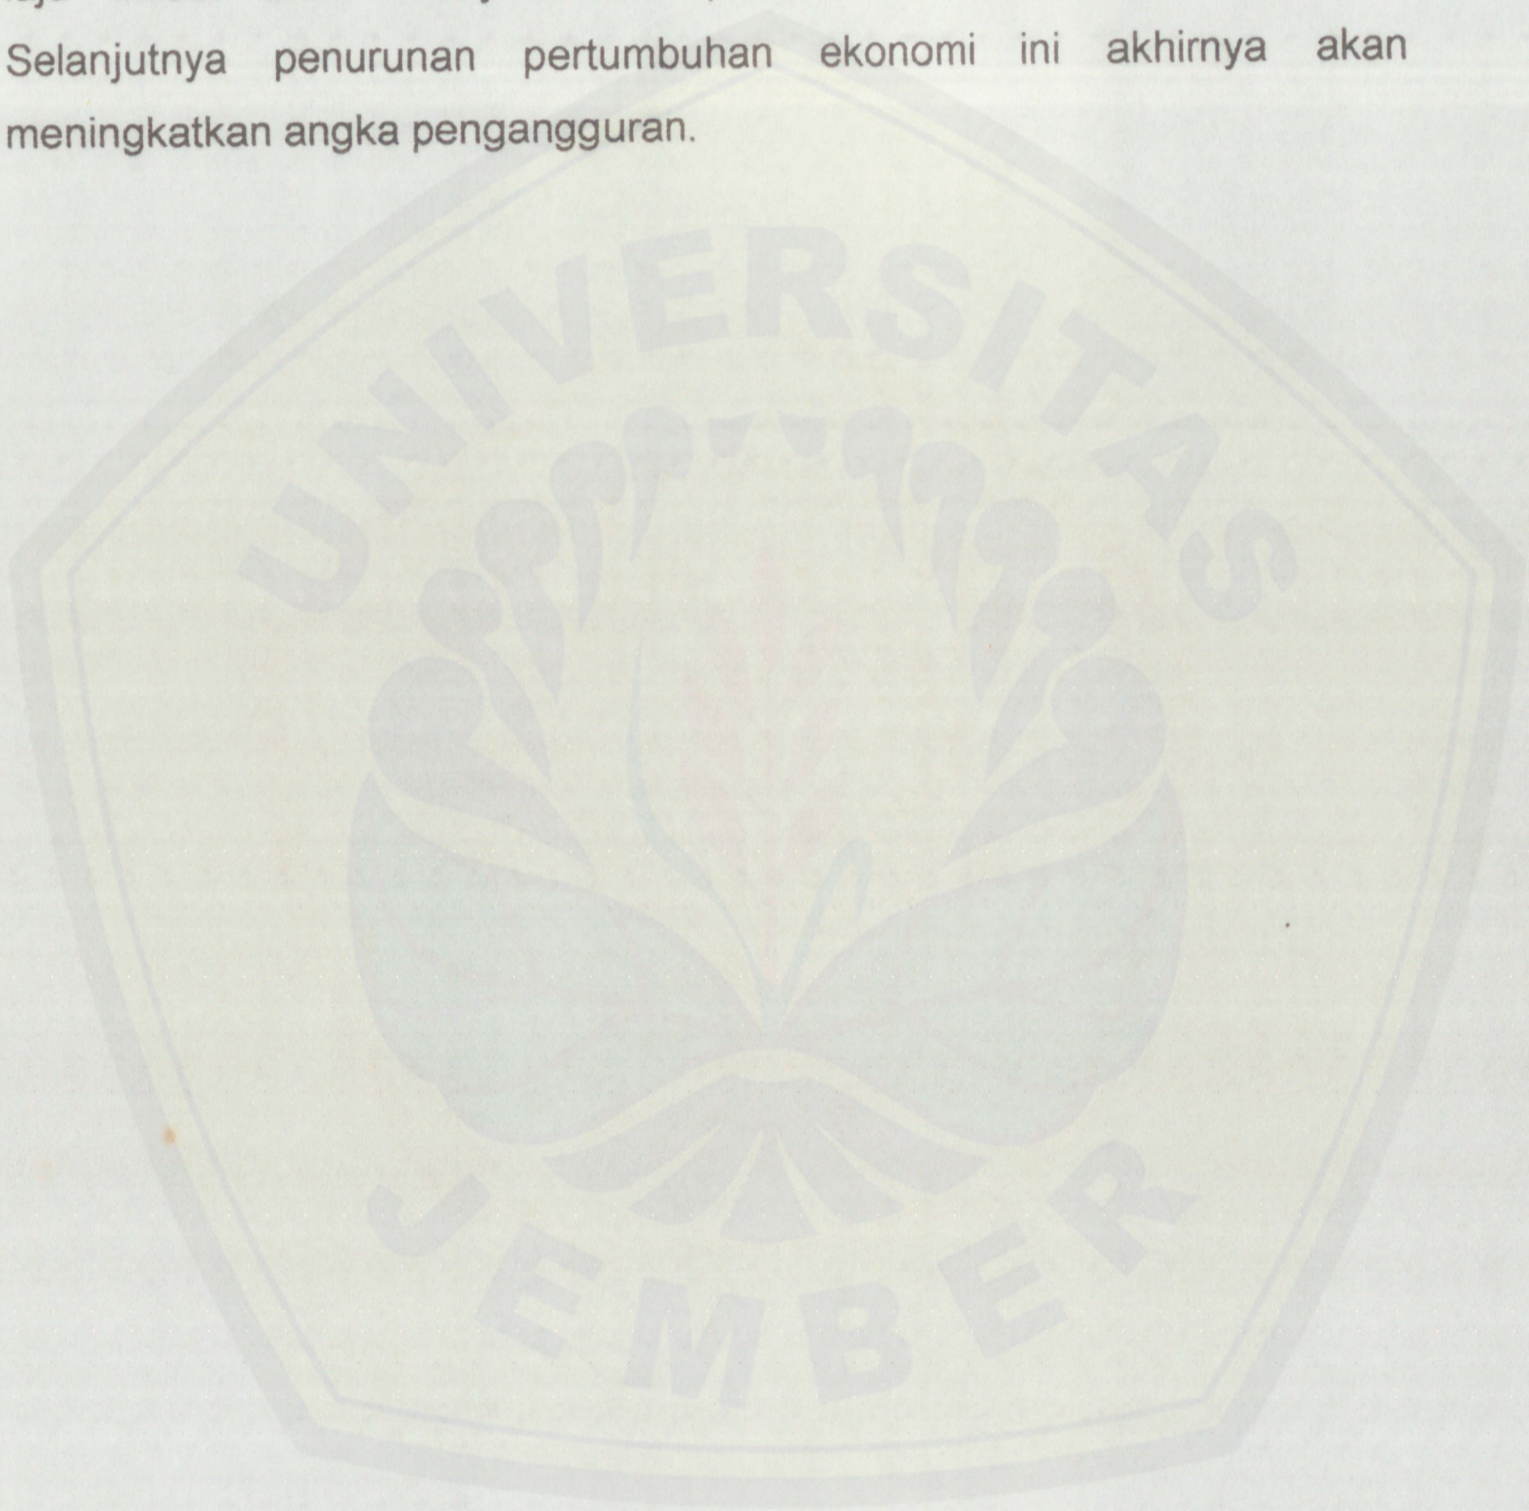 Selanjutnya penurunan pertumbuhan ekonomi ini akhirnya akan
meningkatkan angka pengangguran.
UNIVERSITAS
JEMBER